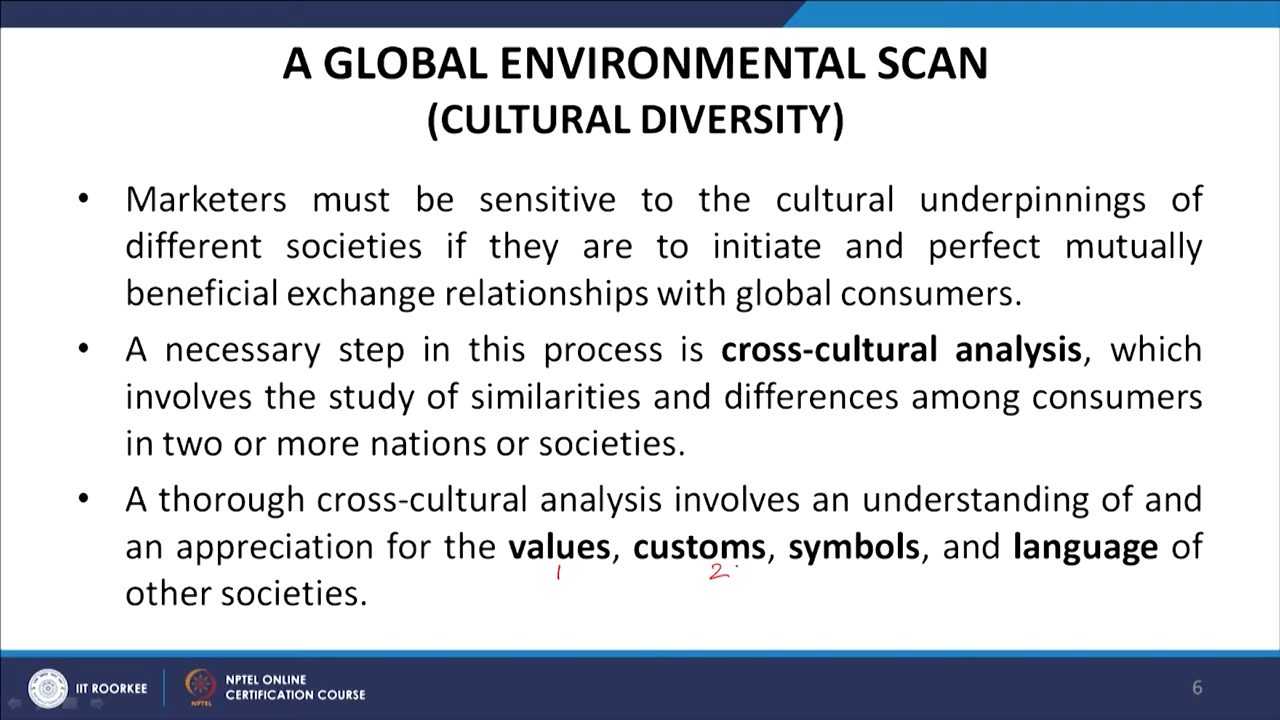 A GLOBAL ENVIRONMENTAL SCAN
(CULTURAL DIVERSITY)
• Marketers must be sensitive to the cultural underpinnings of
different societies if they are to initiate and perfect mutually
beneficial exchange relationships with global consumers.
• A necessary step in this process is cross-cultural analysis, which
involves the study of similarities and differences among consumers
in two or more nations or societies.
• A thorough cross-cultural analysis involves an understanding of and
an appreciation for the values, customs, symbols, and language of
1 2
other societies.
IIT ROORKEE
NPTEL
NPTEL ONLINE
CERTIFICATION COURSE
6